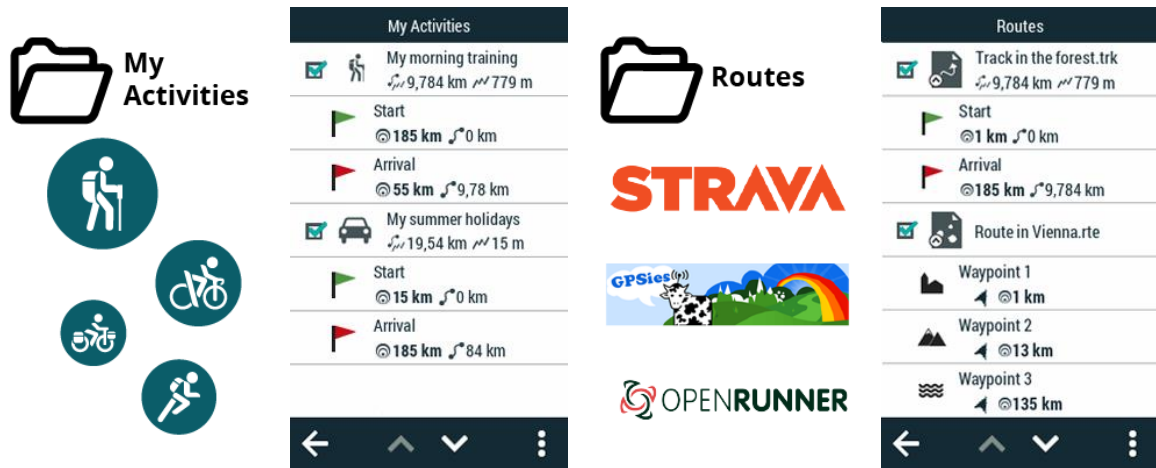 My
Activities
My Activities
My morning training
9,784 km 779 m
Start
185 km 0 km
Arrival
55 km 9,78 km
My summer holidays
19,54 km 15 m
Start
15 km 0 km
Arrival
185 km 84 km
Routes
STRAVA
GPSies
OPENRUNNER
Routes
Track in the forest.trk
9,784 km 779 m
Start
1 km 0 km
Arrival
185 km 9,784 km
Route in Vienna.rte
Waypoint 1
1 km
Waypoint 2
13 km
Waypoint 3
135 km